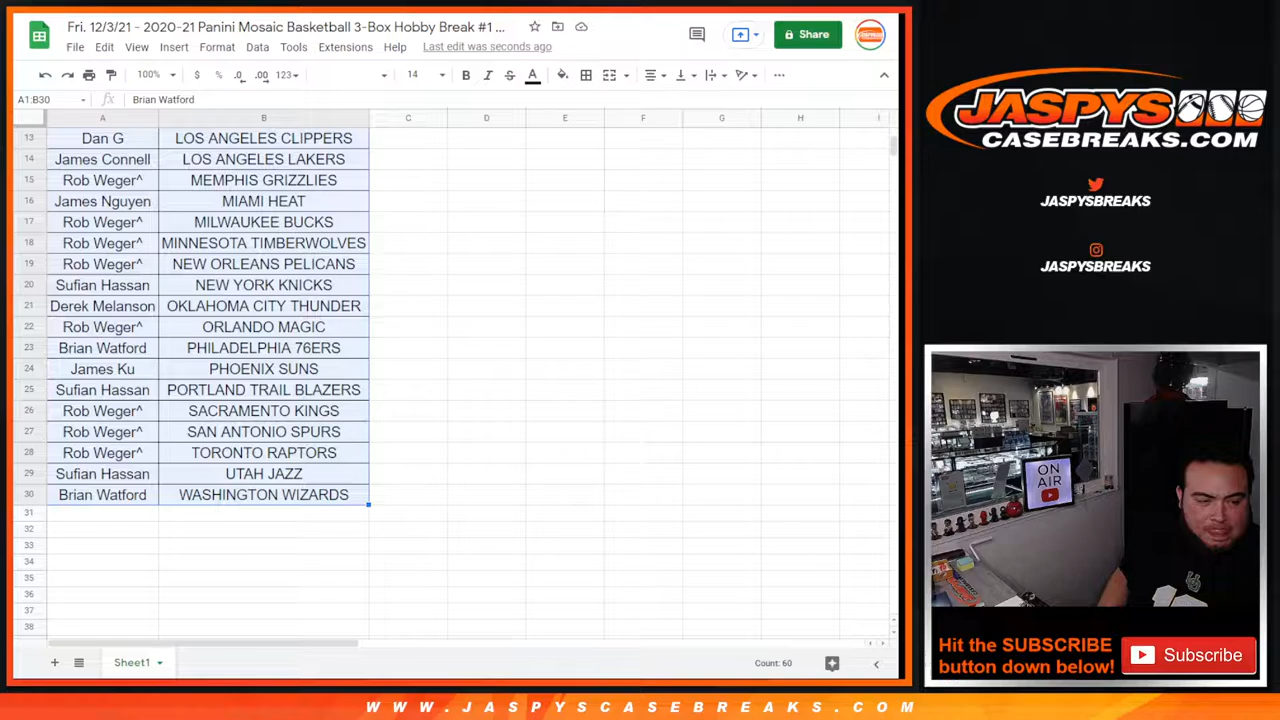 Fri. 12/3/21 - 2020-21 Panini Mosaic Basketball 3-Box Hobby Break #1 ...
File Edit View Insert Format Data Tools Extensions Help Last edit was seconds ago
Share
100% $ % .0 .00 123 14 B I S A
A1:B30 fx Brian Watford
A B C D E F G H I
13 Dan G LOS ANGELES CLIPPERS
14 James Connell LOS ANGELES LAKERS
15 Rob Weger^ MEMPHIS GRIZZLIES
16 James Nguyen MIAMI HEAT
17 Rob Weger^ MILWAUKEE BUCKS
18 Rob Weger^ MINNESOTA TIMBERWOLVES
19 Rob Weger^ NEW ORLEANS PELICANS
20 Sufian Hassan NEW YORK KNICKS
21 Derek Melanson OKLAHOMA CITY THUNDER
22 Rob Weger^ ORLANDO MAGIC
23 Brian Watford PHILADELPHIA 76ERS
24 James Ku PHOENIX SUNS
25 Sufian Hassan PORTLAND TRAIL BLAZERS
26 Rob Weger^ SACRAMENTO KINGS
27 Rob Weger^ SAN ANTONIO SPURS
28 Rob Weger^ TORONTO RAPTORS
29 Sufian Hassan UTAH JAZZ
30 Brian Watford WASHINGTON WIZARDS
31
32
33
34
35
36
37
38
Sheet1
Count: 60
JASPYS
CASEBREAKS.COM
JASPYSBREAKS
JASPYSBREAKS
ON
AIR
Hit the SUBSCRIBE
button down below!
Subscribe
WWW.JASPYSCASEBREAKS.COM